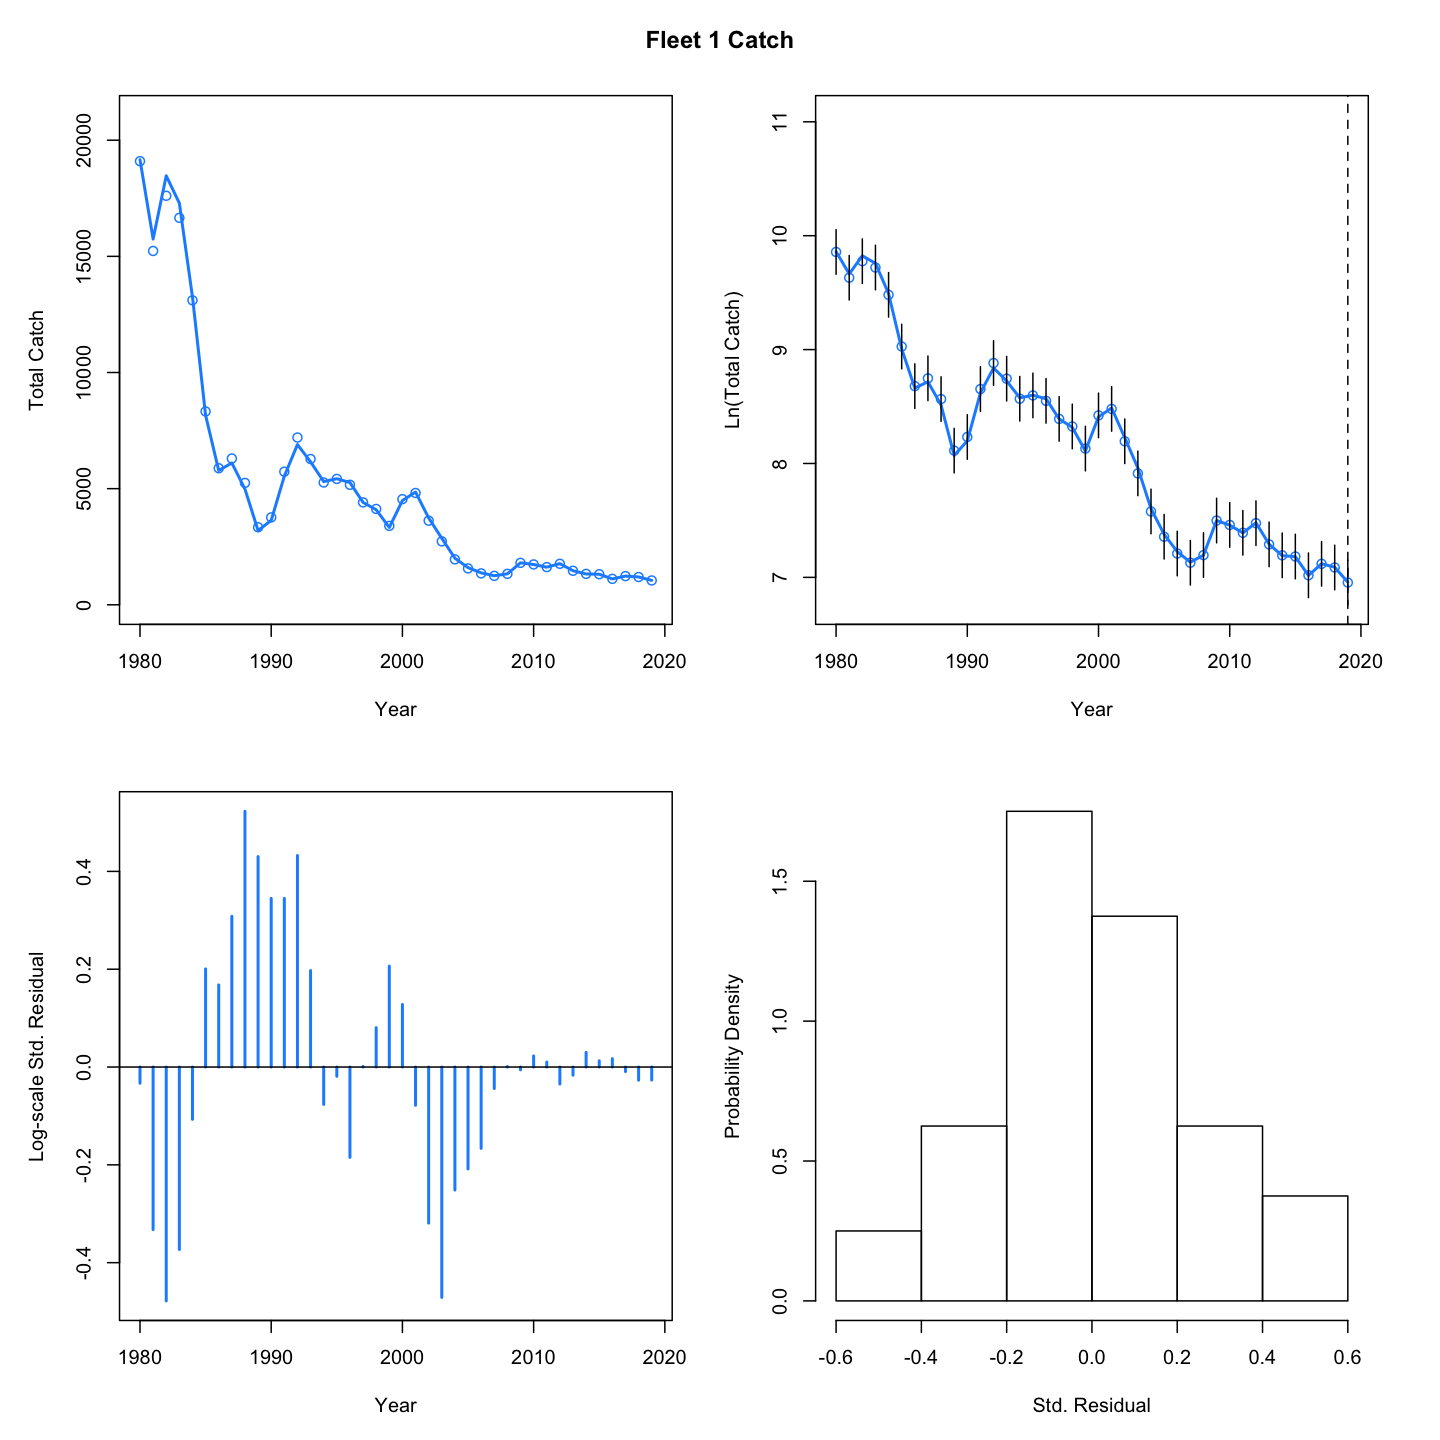 Fleet 1 Catch
Total Catch
0 5000 10000 15000 20000
1980 1990 2000 2010 2020
Year
Ln(Total Catch)
7 8 9 10 11
1980 1990 2000 2010 2020
Year
Log-scale Std. Residual
-0.4 -0.2 0.0 0.2 0.4
1980 1990 2000 2010 2020
Year
Probability Density
0.0 0.5 1.0 1.5
-0.6 -0.4 -0.2 0.0 0.2 0.4 0.6
Std. Residual